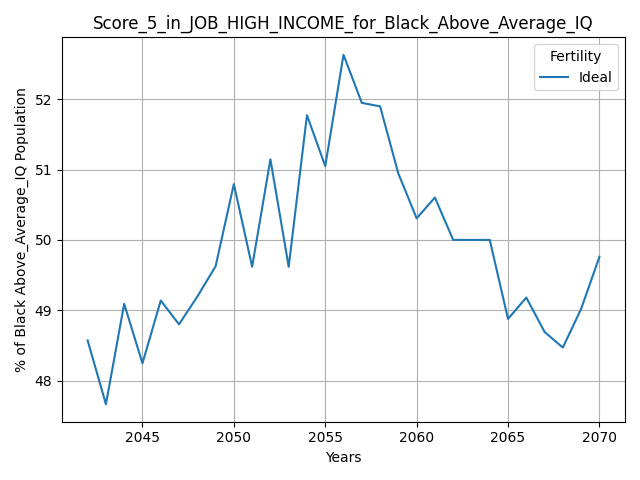 Score_5_in_JOB_HIGH_INCOME_for_Black_Above_Average_IQ
Fertility
Ideal
% of Black Above_Average_IQ Population
52
51
50
49
48
2045 2050 2055 2060 2065 2070
Years